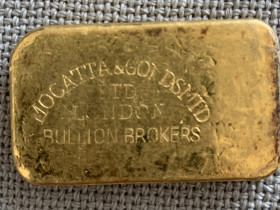 MOCATTA & GOLDSMID
LTD.
LONDON
BULLION BROKERS